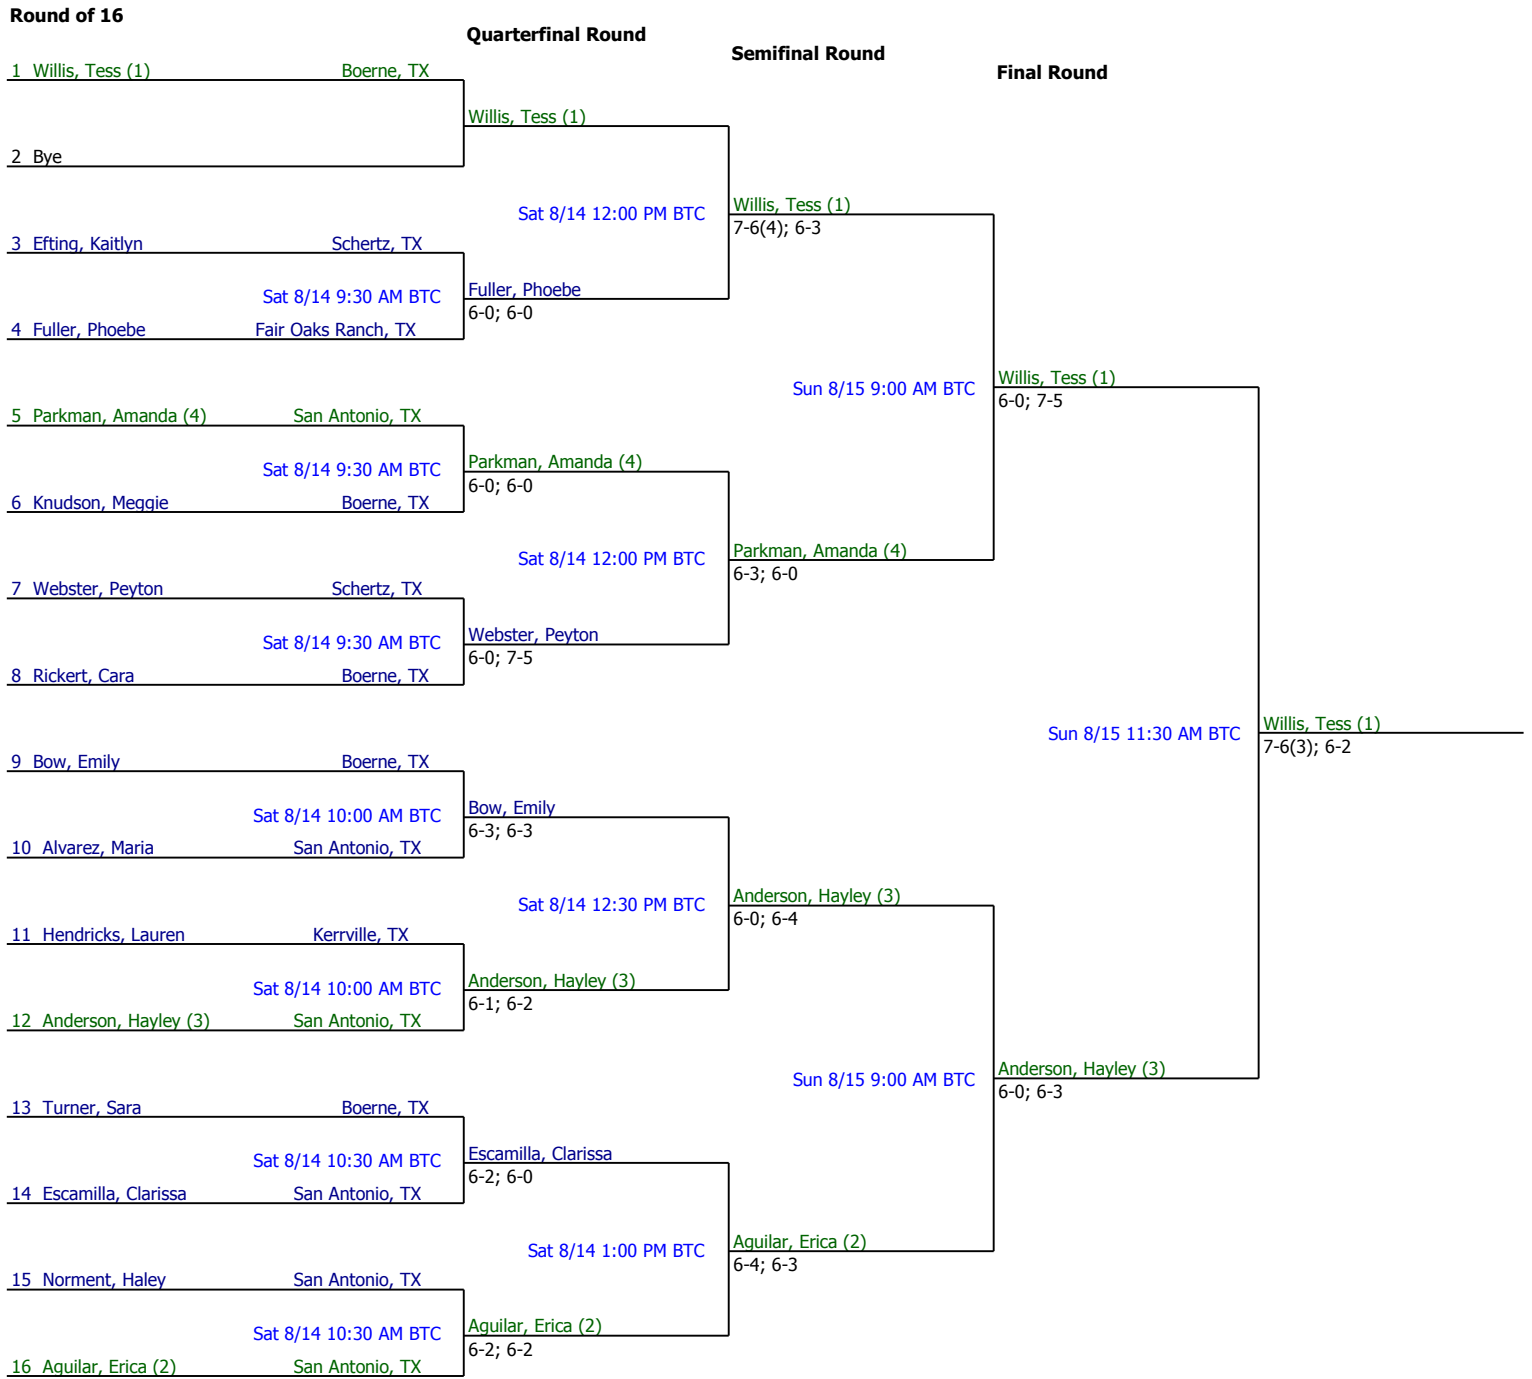 Round of 16
Quarterfinal Round
Semifinal Round
Final Round
1 Willis, Tess (1) Boerne, TX
Willis, Tess (1)
2 Bye
Sat 8/14 12:00 PM BTC
Willis, Tess (1)
7-6(4); 6-3
3 Efting, Kaitlyn Schertz, TX
Sat 8/14 9:30 AM BTC
Fuller, Phoebe
6-0; 6-0
4 Fuller, Phoebe Fair Oaks Ranch, TX
Sun 8/15 9:00 AM BTC
Willis, Tess (1)
6-0; 7-5
5 Parkman, Amanda (4) San Antonio, TX
Sat 8/14 9:30 AM BTC
Parkman, Amanda (4)
6-0; 6-0
6 Knudson, Meggie Boerne, TX
Sat 8/14 12:00 PM BTC
Parkman, Amanda (4)
6-3; 6-0
7 Webster, Peyton Schertz, TX
Sat 8/14 9:30 AM BTC
Webster, Peyton
6-0; 7-5
8 Rickert, Cara Boerne, TX
Sun 8/15 11:30 AM BTC
Willis, Tess (1)
7-6(3); 6-2
9 Bow, Emily Boerne, TX
Sat 8/14 10:00 AM BTC
Bow, Emily
6-3; 6-3
10 Alvarez, Maria San Antonio, TX
Sat 8/14 12:30 PM BTC
Anderson, Hayley (3)
6-0; 6-4
11 Hendricks, Lauren Kerrville, TX
Sat 8/14 10:00 AM BTC
Anderson, Hayley (3)
6-1; 6-2
12 Anderson, Hayley (3) San Antonio, TX
Sun 8/15 9:00 AM BTC
Anderson, Hayley (3)
6-0; 6-3
13 Turner, Sara Boerne, TX
Sat 8/14 10:30 AM BTC
Escamilla, Clarissa
6-2; 6-0
14 Escamilla, Clarissa San Antonio, TX
Sat 8/14 1:00 PM BTC
Aguilar, Erica (2)
6-4; 6-3
15 Norment, Haley San Antonio, TX
Sat 8/14 10:30 AM BTC
Aguilar, Erica (2)
6-2; 6-2
16 Aguilar, Erica (2) San Antonio, TX